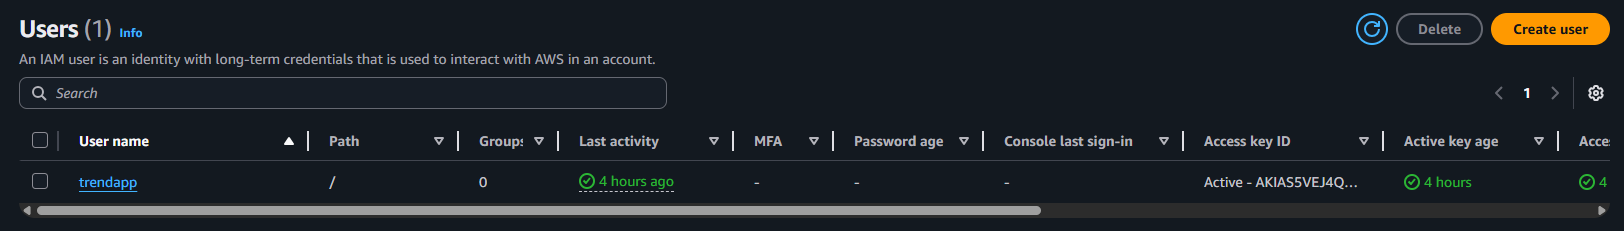 Users (1) Info
Delete
Create user
An IAM user is an identity with long-term credentials that is used to interact with AWS in an account.
Search
1
User name Path Groups Last activity MFA Password age Console last sign-in Access key ID Active key age Acce
trendapp / 0 4 hours ago - - - Active - AKIAS5VEJ4Q... 4 hours 4